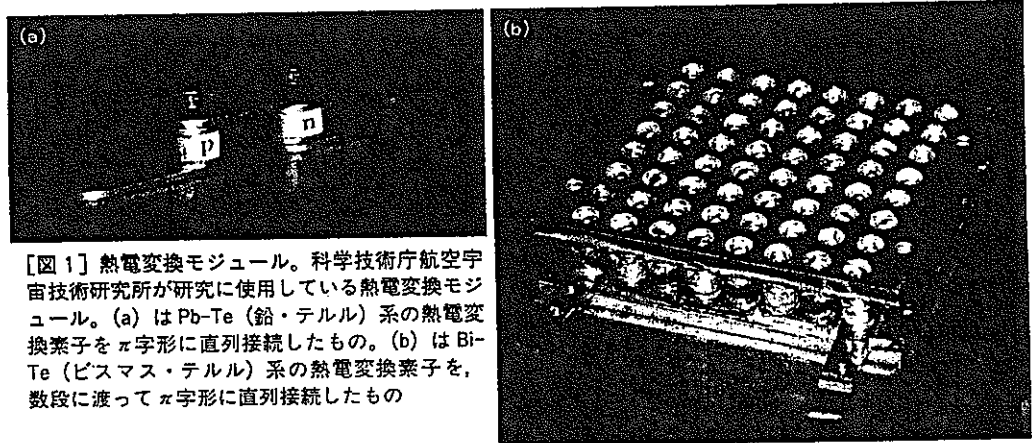 (a)
p
n
(b)
[図1] 熱電変換モジュール。科学技術庁航空宇
宙技術研究所が研究に使用している熱電変換モジ
ュール。(a) は Pb-Te (鉛・テルル) 系の熱電変
換素子を π字形に直列接続したもの。(b) は Bi-
Te (ビスマス・テルル) 系の熱電変換素子を,
数段に渡って π字形に直列接続したもの